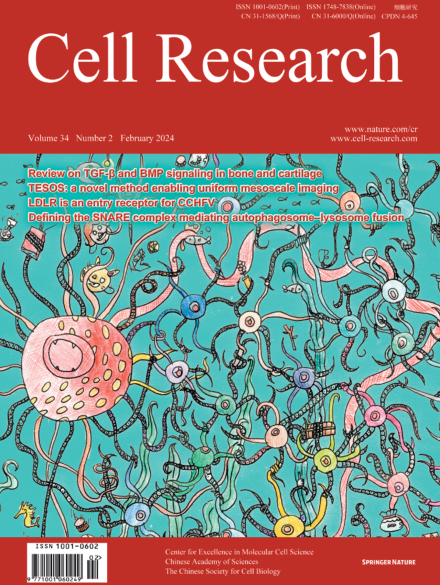 ISSN 1001-0602(Print) ISSN 1748-7838(Online) 细胞研究
CN 31-1568/Q(Print) CN 31-6000/Q(Online) CPDN 4-645
Cell Research
www.nature.com/cr
Volume 34 Number 2 February 2024
www.cell-research.com
Review on TGF-β and BMP signaling in bone and cartilage
TESOS: a novel method enabling uniform mesoscale imaging
LDLR is an entry receptor for CCHFV
Defining the SNARE complex mediating autophagosome–lysosome fusion
ISSN 1001-0602
02>
9 771001 060249
Center for Excellence in Molecular Cell Science
Chinese Academy of Sciences
The Chinese Society for Cell Biology
SPRINGER NATURE